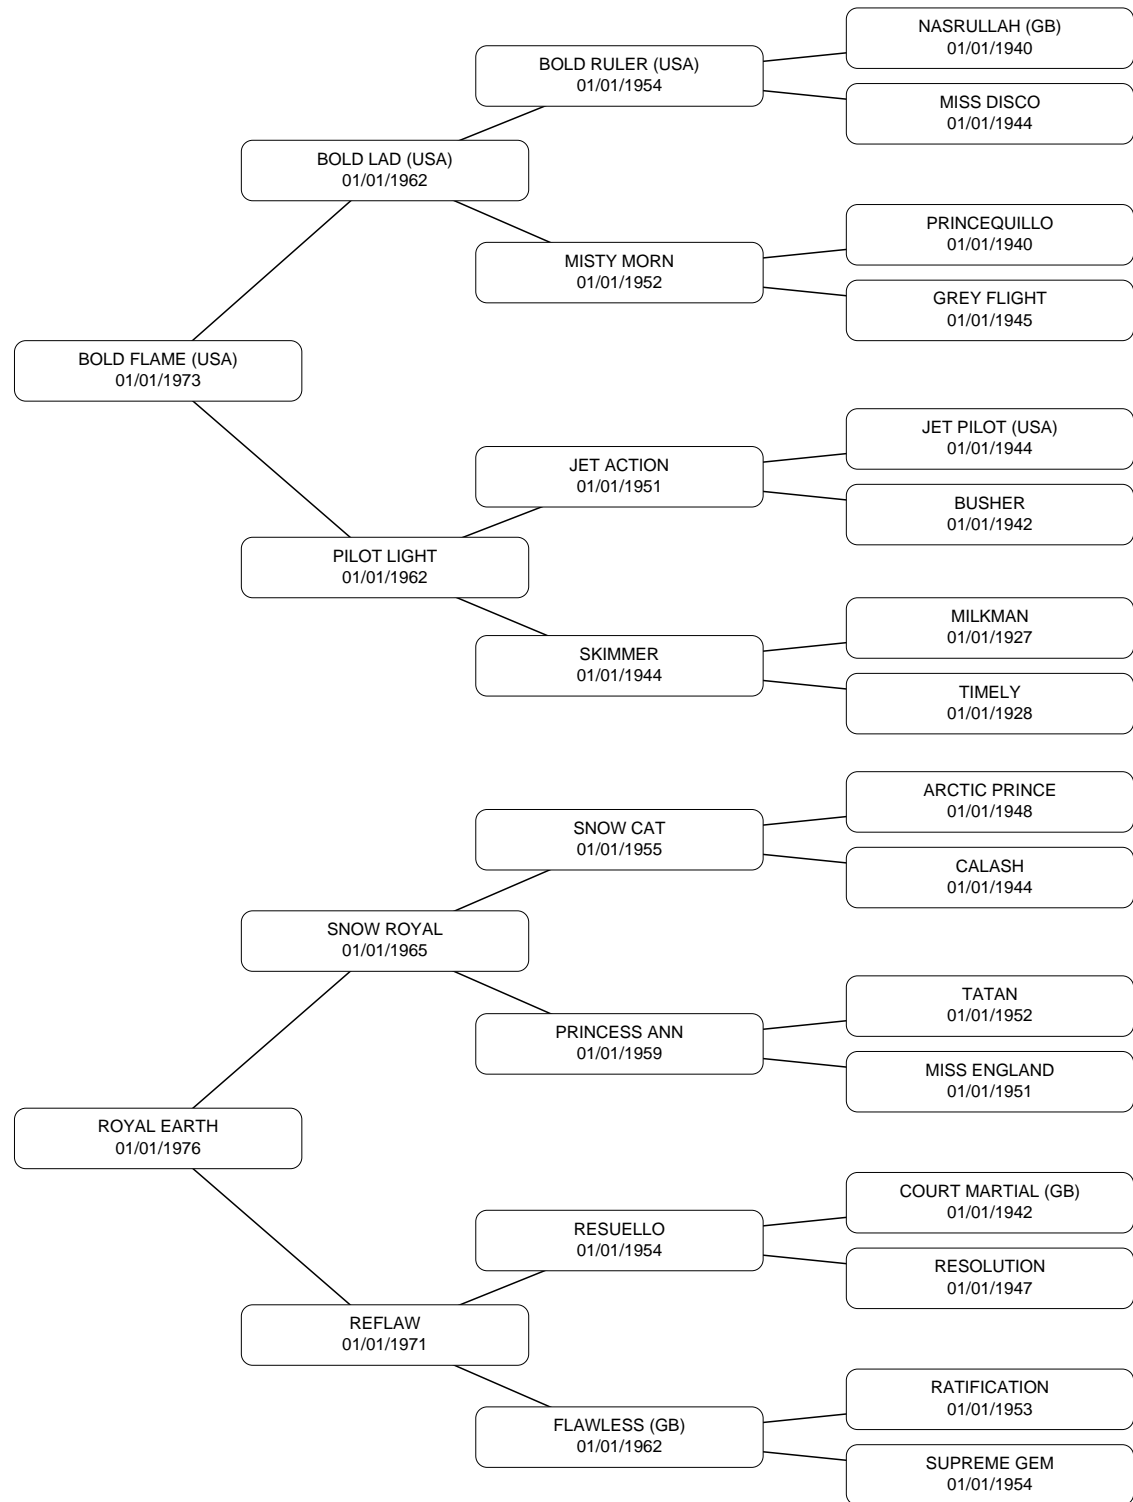 NASRULLAH (GB)
01/01/1940
BOLD RULER (USA)
01/01/1954
MISS DISCO
01/01/1944
BOLD LAD (USA)
01/01/1962
PRINCEQUILLO
01/01/1940
MISTY MORN
01/01/1952
GREY FLIGHT
01/01/1945
BOLD FLAME (USA)
01/01/1973
JET PILOT (USA)
01/01/1944
JET ACTION
01/01/1951
BUSHER
01/01/1942
PILOT LIGHT
01/01/1962
MILKMAN
01/01/1927
SKIMMER
01/01/1944
TIMELY
01/01/1928
ARCTIC PRINCE
01/01/1948
SNOW CAT
01/01/1955
CALASH
01/01/1944
SNOW ROYAL
01/01/1965
TATAN
01/01/1952
PRINCESS ANN
01/01/1959
MISS ENGLAND
01/01/1951
ROYAL EARTH
01/01/1976
COURT MARTIAL (GB)
01/01/1942
RESUELLO
01/01/1954
RESOLUTION
01/01/1947
REFLAW
01/01/1971
RATIFICATION
01/01/1953
FLAWLESS (GB)
01/01/1962
SUPREME GEM
01/01/1954